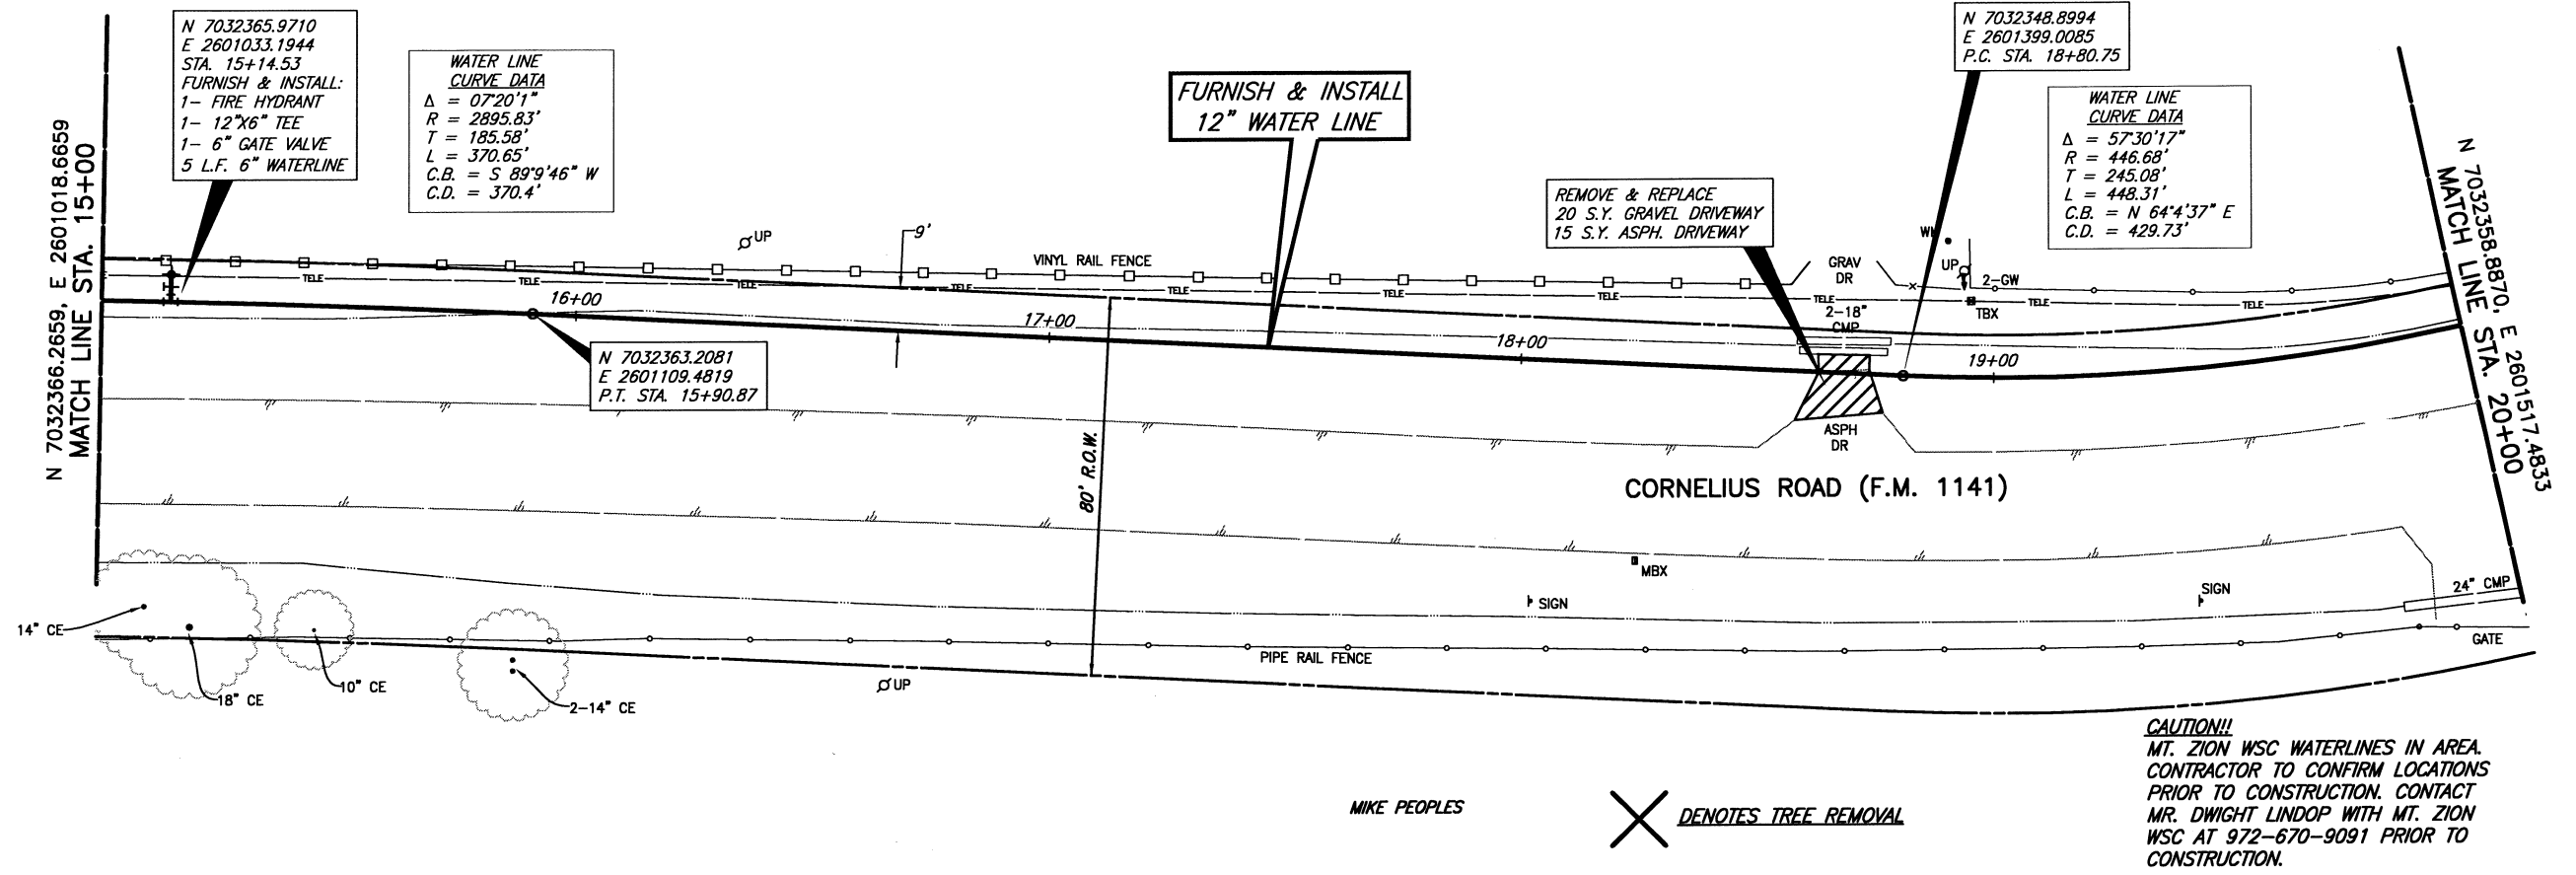 N 7032365.9710
E 2601033.1944
STA. 15+14.53
FURNISH & INSTALL:
1- FIRE HYDRANT
1- 12"X6" TEE
1- 6" GATE VALVE
5 L.F. 6" WATERLINE
WATER LINE
CURVE DATA
Δ = 07°20'1"
R = 2895.83'
T = 185.58'
L = 370.65'
C.B. = S 89°9'46" W
C.D. = 370.4'
FURNISH & INSTALL
12" WATER LINE
N 7032348.8994
E 2601399.0085
P.C. STA. 18+80.75
WATER LINE
CURVE DATA
Δ = 57°30'17"
R = 446.68'
T = 245.08'
L = 448.31'
C.B. = N 64°4'37" E
C.D. = 429.73'
REMOVE & REPLACE
20 S.Y. GRAVEL DRIVEWAY
15 S.Y. ASPH. DRIVEWAY
N 7032366.2659, E 2601018.6659
MATCH LINE STA. 15+00
N 7032358.8870, E 2601517.4833
MATCH LINE STA. 20+00
UP
9'
VINYL RAIL FENCE
GRAV
DR
UP
2-GW
TELE
TELE
TELE
TELE
TELE
TELE
TELE
TELE
TELE
TELE
TBX
2-18"
CMP
16+00
17+00
18+00
19+00
N 7032363.2081
E 2601109.4819
P.T. STA. 15+90.87
80' R.O.W.
ASPH
DR
CORNELIUS ROAD (F.M. 1141)
MBX
SIGN
SIGN
24" CMP
GATE
14" CE
18" CE
10" CE
2-14" CE
PIPE RAIL FENCE
UP
MIKE PEOPLES
DENOTES TREE REMOVAL
CAUTION!!
MT. ZION WSC WATERLINES IN AREA.
CONTRACTOR TO CONFIRM LOCATIONS
PRIOR TO CONSTRUCTION. CONTACT
MR. DWIGHT LINDOP WITH MT. ZION
WSC AT 972-670-9091 PRIOR TO
CONSTRUCTION.